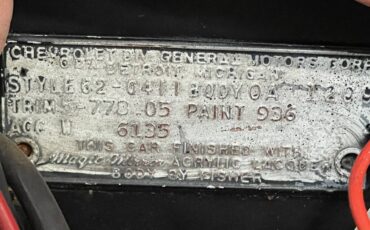 CHEVROLET DIV. GENERAL MOTORS CORP
DETROIT MICHIGAN
STYLE 62-0411 BODY OA
TRIM 770 05 PAINT 936
ACC W 6135
THIS CAR FINISHED WITH
Magic-Mirror ACRYLIC LACQUER
BODY BY FISHER